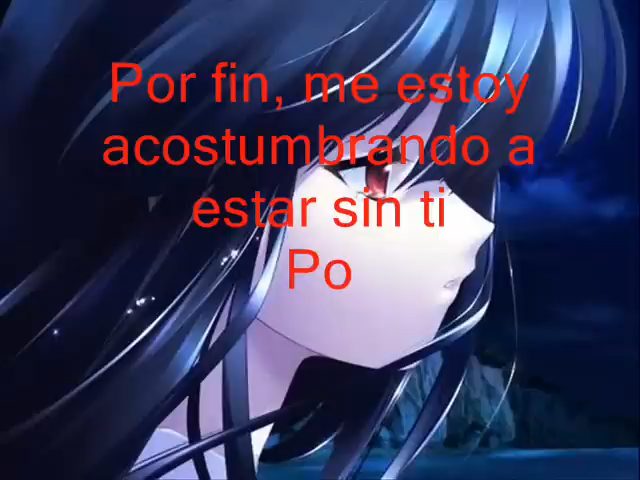 Por fin, me estoy
acostumbrando a
estar sin ti
Po